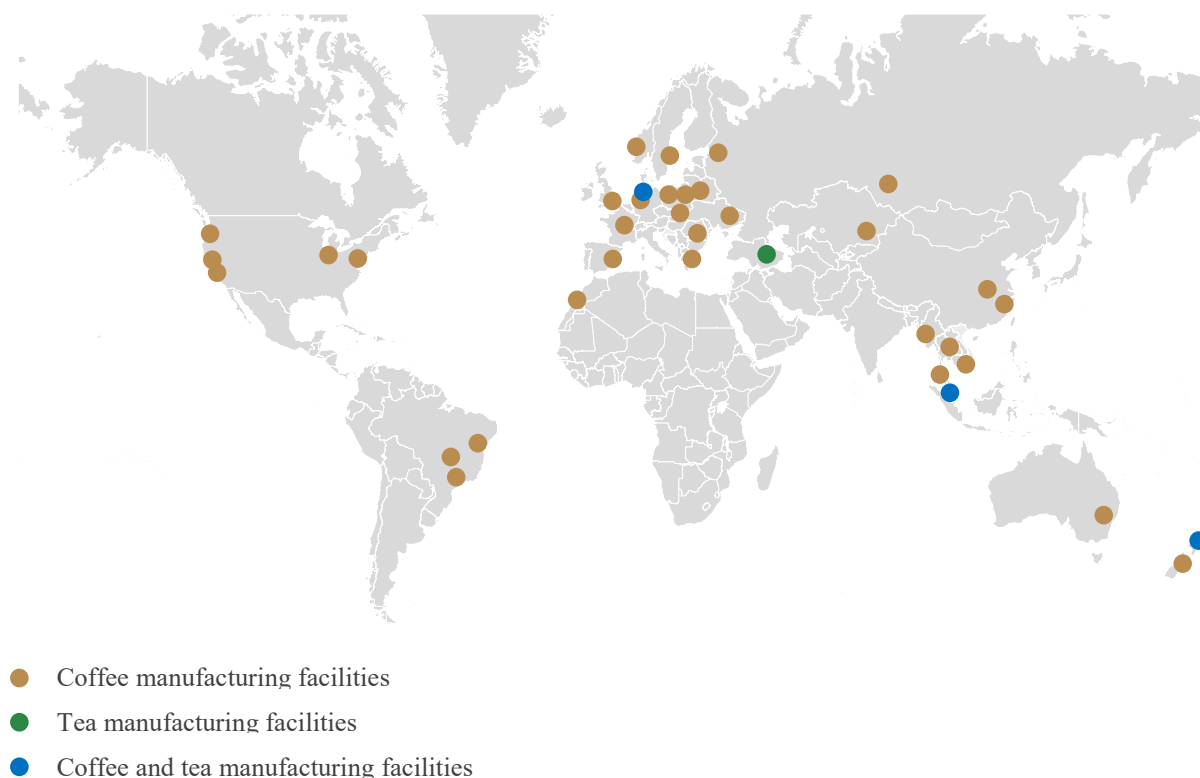 Coffee manufacturing facilities
Tea manufacturing facilities
Coffee and tea manufacturing facilities